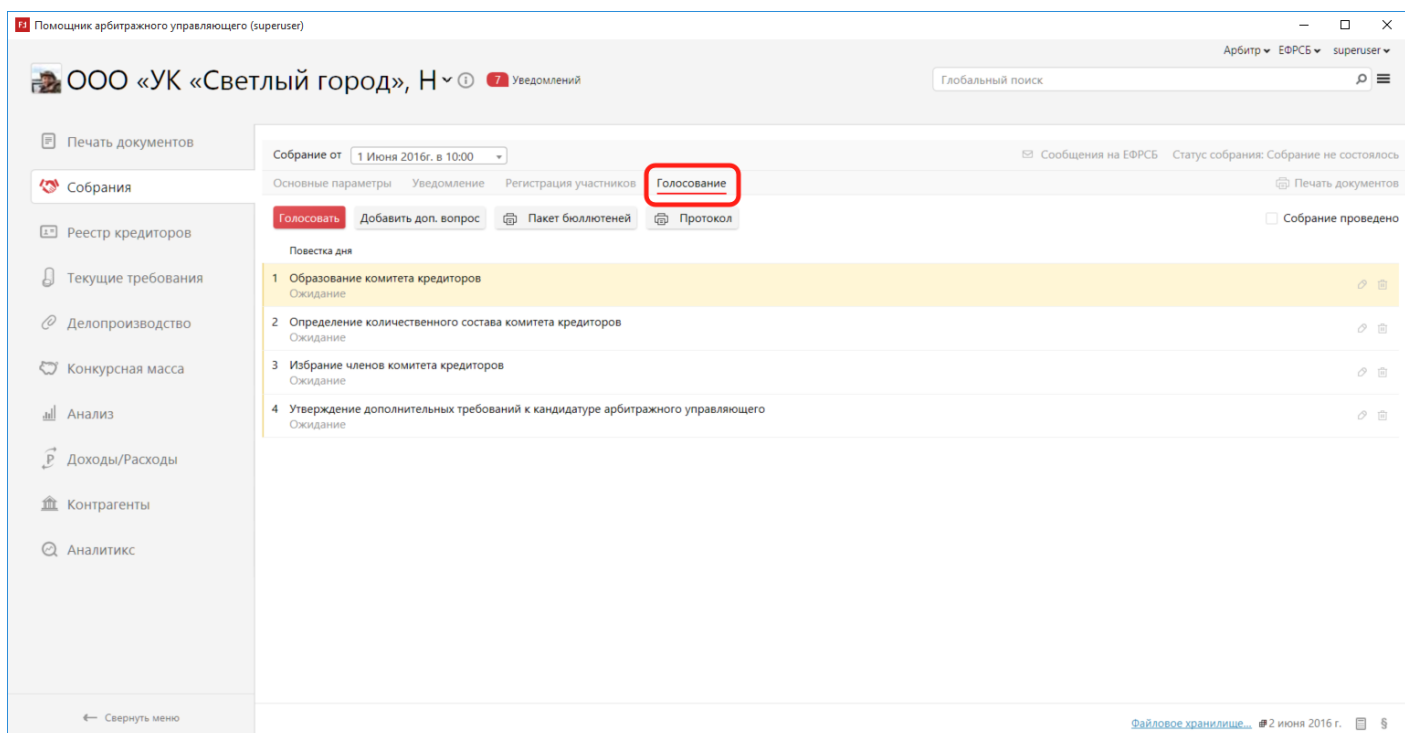 Помощник арбитражного управляющего (superuser)
Арбитр ЕФРСБ superuser
ООО «УК «Светлый город», Н 7 Уведомлений Глобальный поиск
Печать документов
Собрания
Реестр кредиторов
Текущие требования
Делопроизводство
Конкурсная масса
Анализ
Доходы/Расходы
Контрагенты
Аналитикс
Свернуть меню
Собрание от 1 Июня 2016г. в 10:00 Сообщения на ЕФРСБ Статус собрания: Собрание не состоялось
Основные параметры Уведомление Регистрация участников Голосование Печать документов
Голосовать Добавить доп. вопрос Пакет бюллютеней Протокол Собрание проведено
Повестка дня
1 Образование комитета кредиторов
Ожидание
2 Определение количественного состава комитета кредиторов
Ожидание
3 Избрание членов комитета кредиторов
Ожидание
4 Утверждение дополнительных требований к кандидатуре арбитражного управляющего
Ожидание
Файловое хранилище... 2 июня 2016 г. §